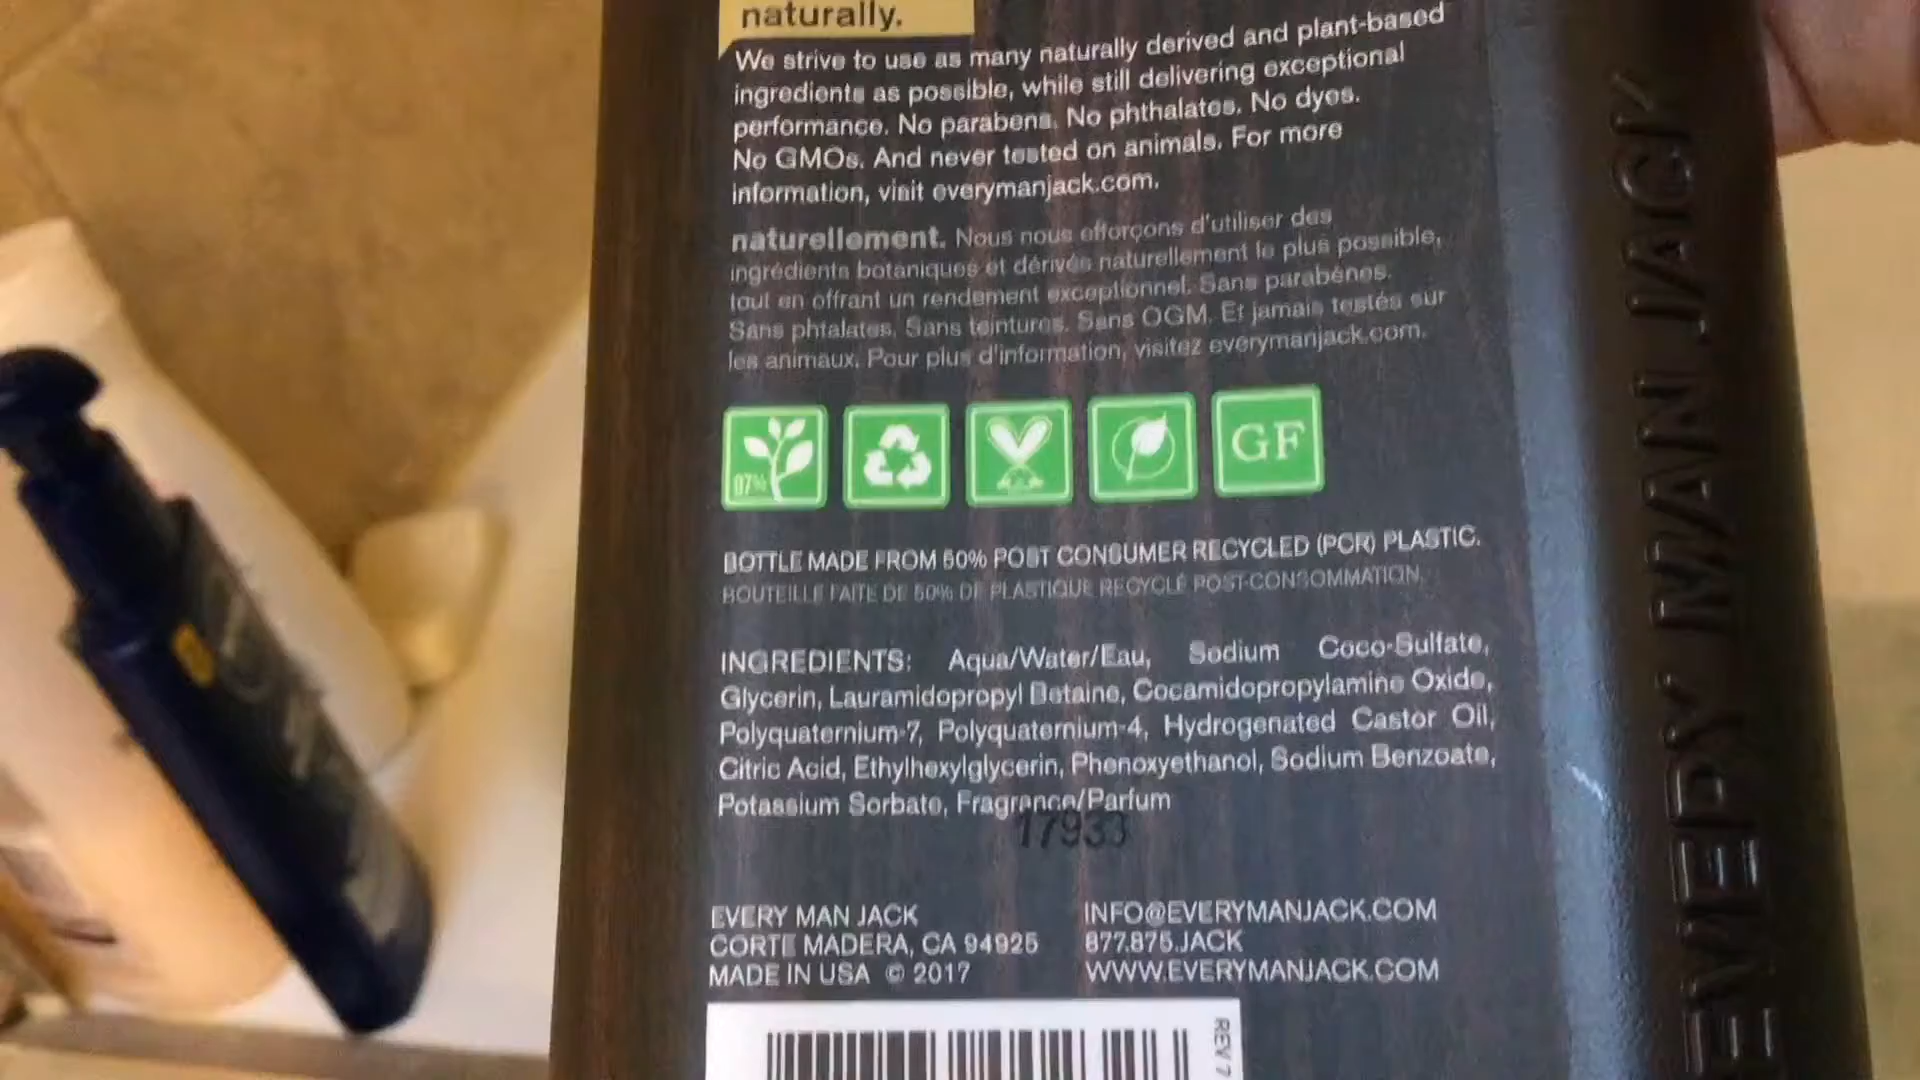 naturally.
We strive to use as many naturally derived and plant-based
ingredients as possible, while still delivering exceptional
performance. No parabens. No phthalates. No dyes.
No GMOs. And never tested on animals. For more
information, visit everymanjack.com.
naturellement. Nous nous efforçons d'utiliser des
ingrédients botaniques et dérivés naturellement le plus possible,
tout en offrant un rendement exceptionnel. Sans parabénes.
Sans phtalates. Sans teintures. Sans OGM. Et jamais testés sur
les animaux. Pour plus d'information, visitez everymanjack.com.
97%
GF
BOTTLE MADE FROM 50% POST CONSUMER RECYCLED (PCR) PLASTIC.
BOUTEILLE FAITE DE 50% DE PLASTIQUE RECYCLÉ POST-CONSOMMATION.
INGREDIENTS: Aqua/Water/Eau, Sodium Coco-Sulfate,
Glycerin, Lauramidopropyl Betaine, Cocamidopropylamine Oxide,
Polyquaternium-7, Polyquaternium-4, Hydrogenated Castor Oil,
Citric Acid, Ethylhexylglycerin, Phenoxyethanol, Sodium Benzoate,
Potassium Sorbate, Fragrance/Parfum
17933
EVERY MAN JACK
CORTE MADERA, CA 94925
MADE IN USA © 2017
INFO@EVERYMANJACK.COM
877.875.JACK
WWW.EVERYMANJACK.COM
REV 7
EVERY MAN JACK